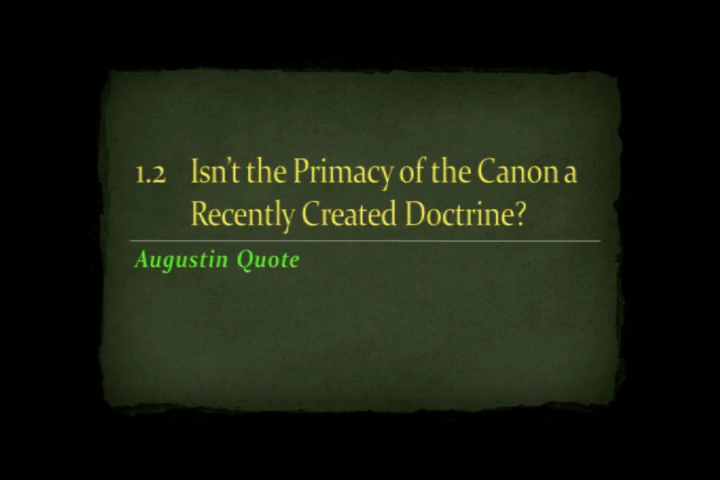 1.2 Isn't the Primacy of the Canon a
Recently Created Doctrine?
Augustin Quote